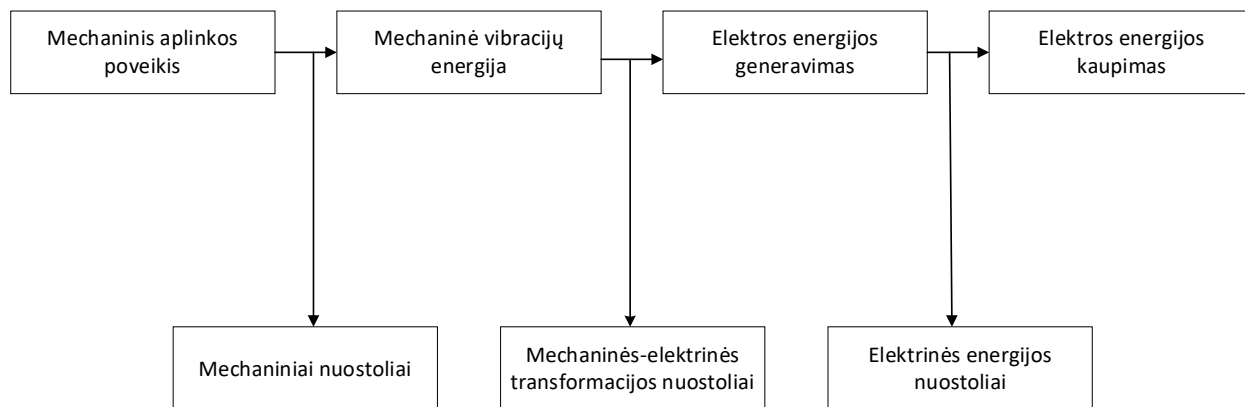 Mechaninis aplinkos
poveikis
Mechaninė vibracijų
energija
Elektros energijos
generavimas
Elektros energijos
kaupimas
Mechaniniai nuostoliai
Mechaninės-elektrinės
transformacijos nuostoliai
Elektrinės energijos
nuostoliai